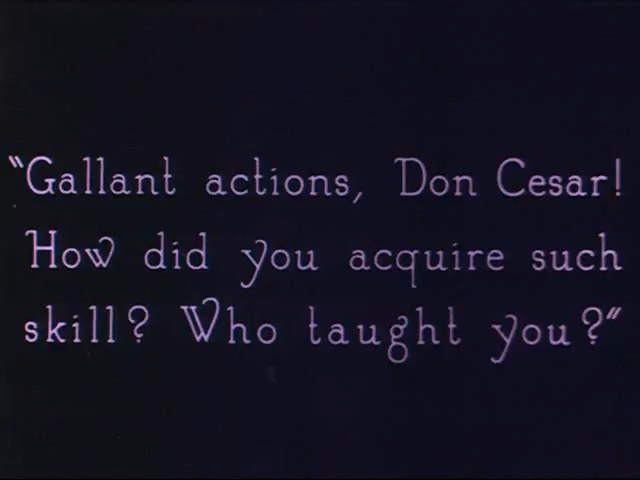 "Gallant actions, Don Cesar!
How did you acquire such
skill? Who taught you?"